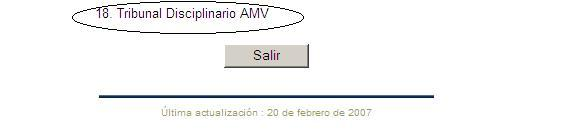 18. Tribunal Disciplinario AMV
Salir
Última actualización : 20 de febrero de 2007